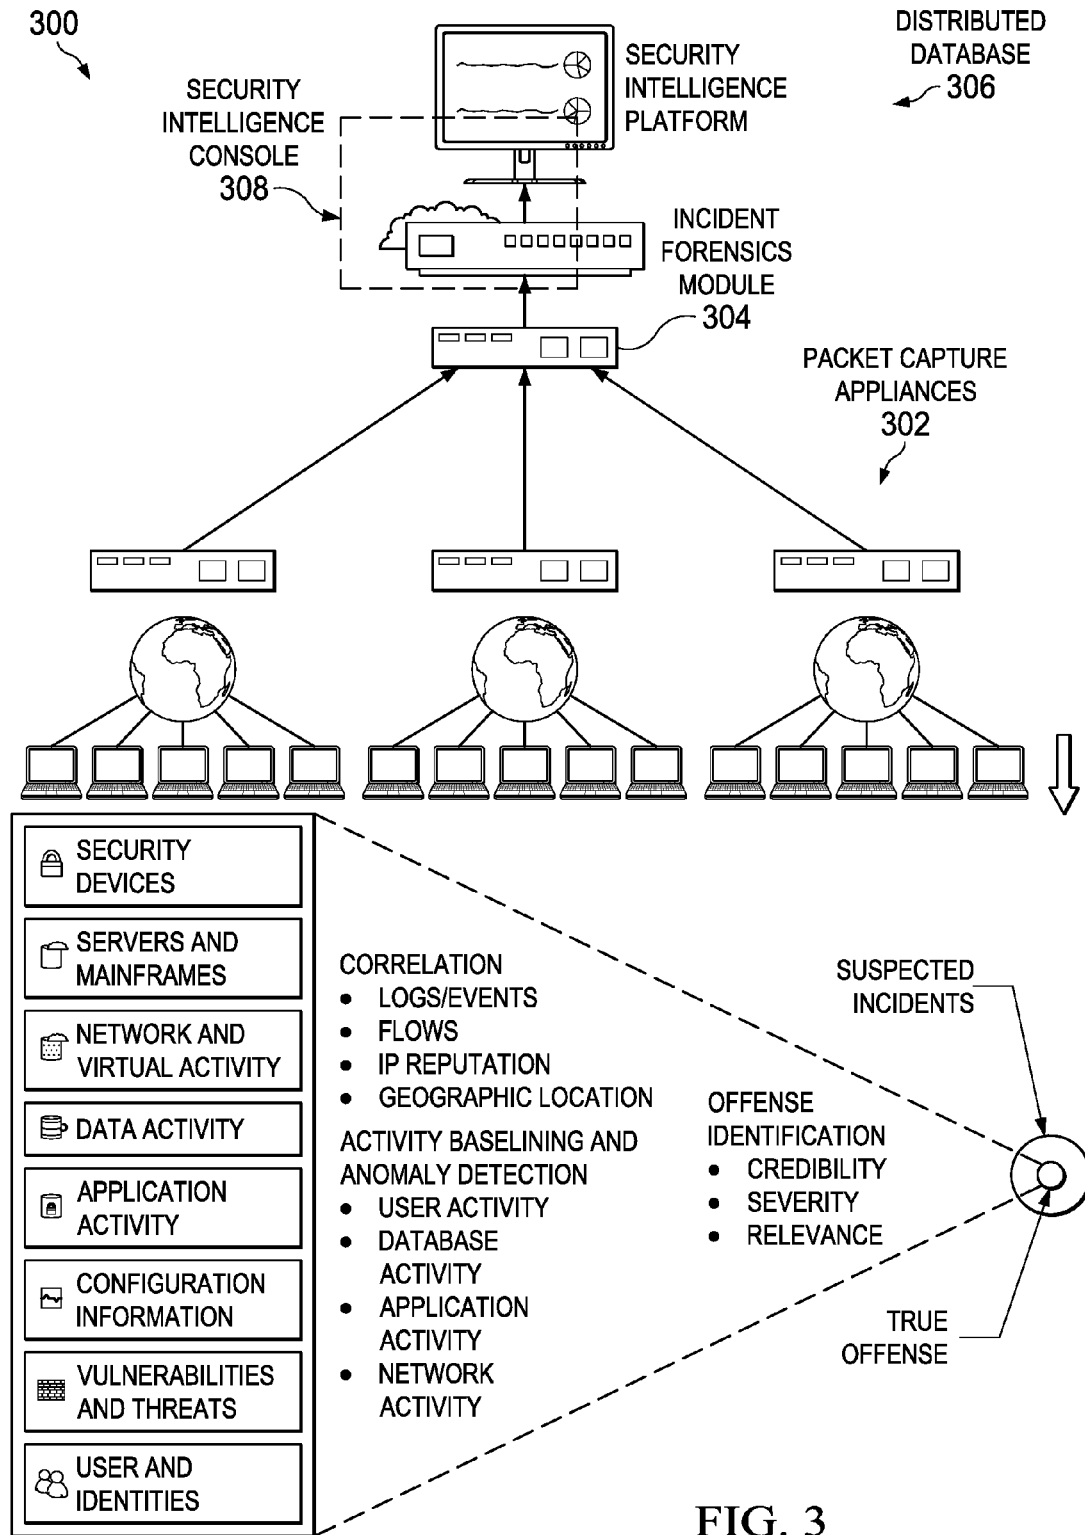 300
DISTRIBUTED
DATABASE
306
SECURITY
INTELLIGENCE
PLATFORM
SECURITY
INTELLIGENCE
CONSOLE
308
INCIDENT
FORENSICS
MODULE
304
PACKET CAPTURE
APPLIANCES
302
SECURITY
DEVICES
SERVERS AND
MAINFRAMES
NETWORK AND
VIRTUAL ACTIVITY
DATA ACTIVITY
APPLICATION
ACTIVITY
CONFIGURATION
INFORMATION
VULNERABILITIES
AND THREATS
USER AND
IDENTITIES
CORRELATION
• LOGS/EVENTS
• FLOWS
• IP REPUTATION
• GEOGRAPHIC LOCATION
ACTIVITY BASELINING AND
ANOMALY DETECTION
• USER ACTIVITY
• DATABASE
ACTIVITY
• APPLICATION
ACTIVITY
• NETWORK
ACTIVITY
OFFENSE
IDENTIFICATION
• CREDIBILITY
• SEVERITY
• RELEVANCE
SUSPECTED
INCIDENTS
TRUE
OFFENSE
FIG. 3